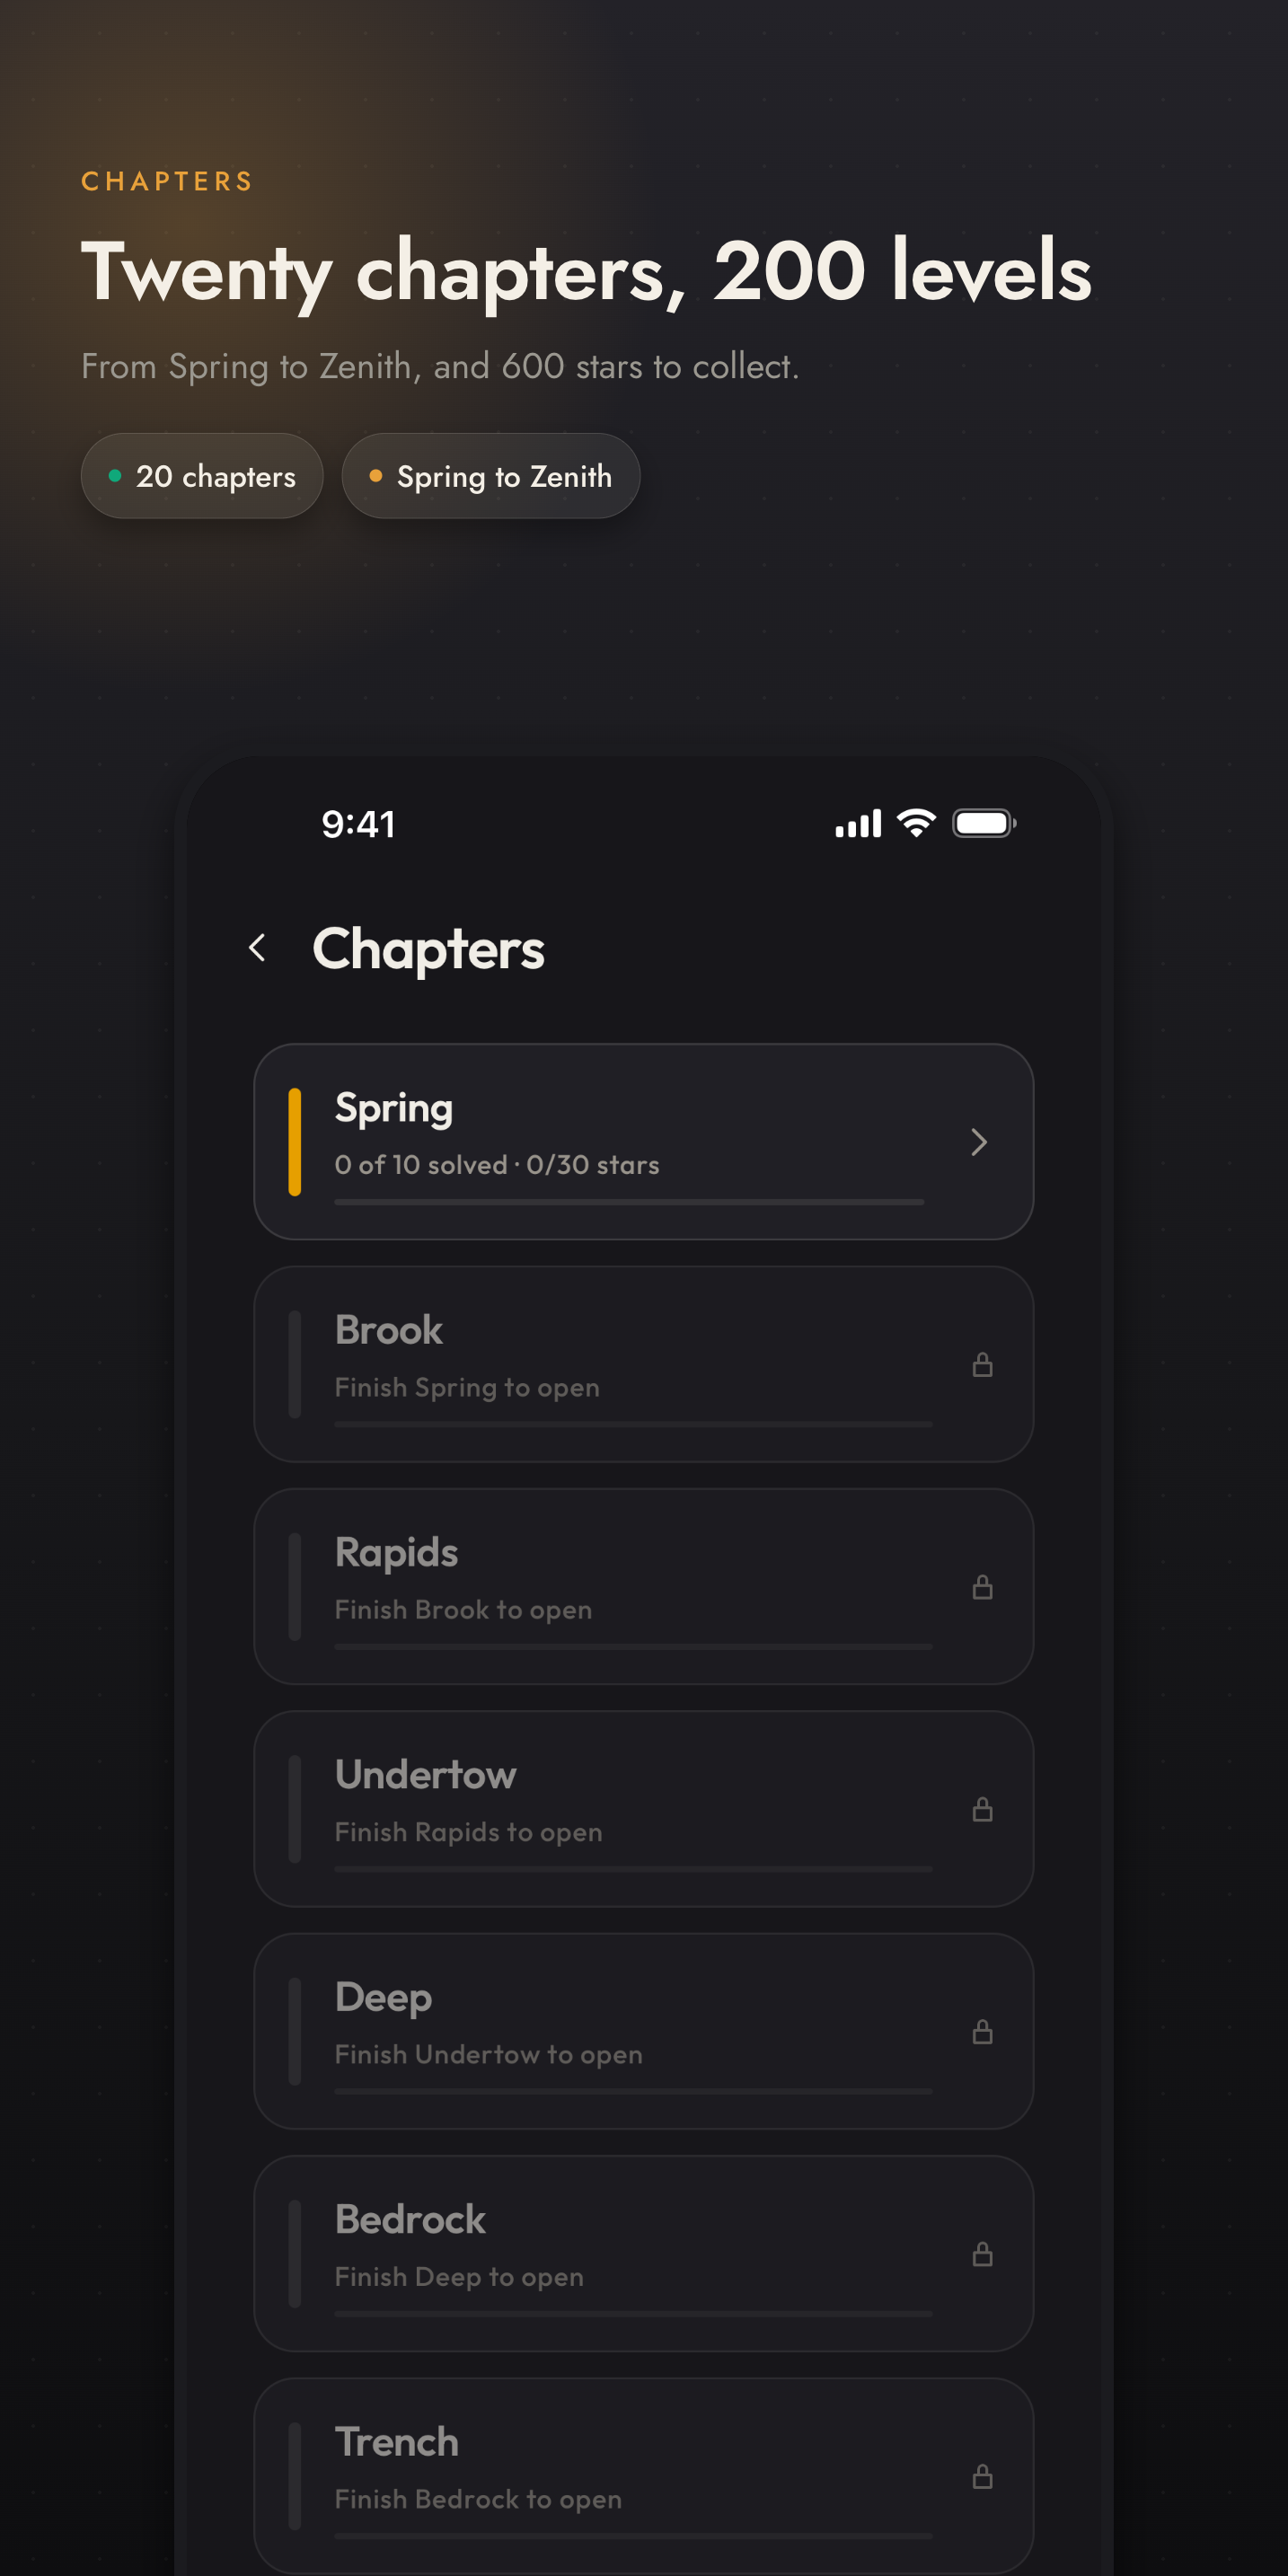 CHAPTERS
Twenty chapters, 200 levels
From Spring to Zenith, and 600 stars to collect.
20 chapters
Spring to Zenith
9:41
Chapters
Spring
0 of 10 solved · 0/30 stars
Brook
Finish Spring to open
Rapids
Finish Brook to open
Undertow
Finish Rapids to open
Deep
Finish Undertow to open
Bedrock
Finish Deep to open
Trench
Finish Bedrock to open